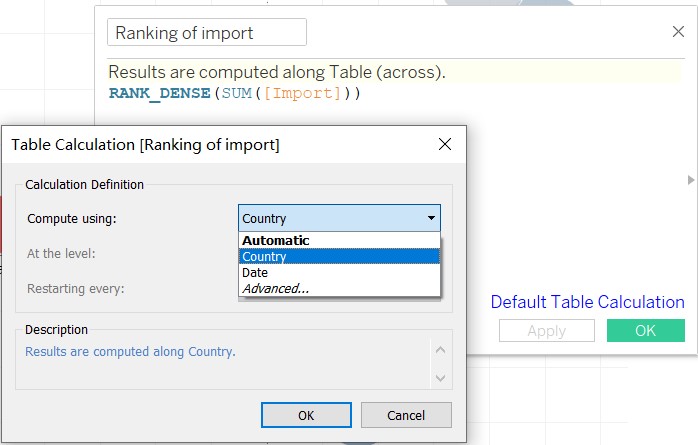 Ranking of import
Results are computed along Table (across).
RANK_DENSE(SUM([Import]))
Table Calculation [Ranking of import]
Calculation Definition
Compute using:
Country
Automatic
Country
Date
Advanced...
At the level:
Restarting every:
Description
Results are computed along Country.
OK
Cancel
Default Table Calculation
Apply
OK